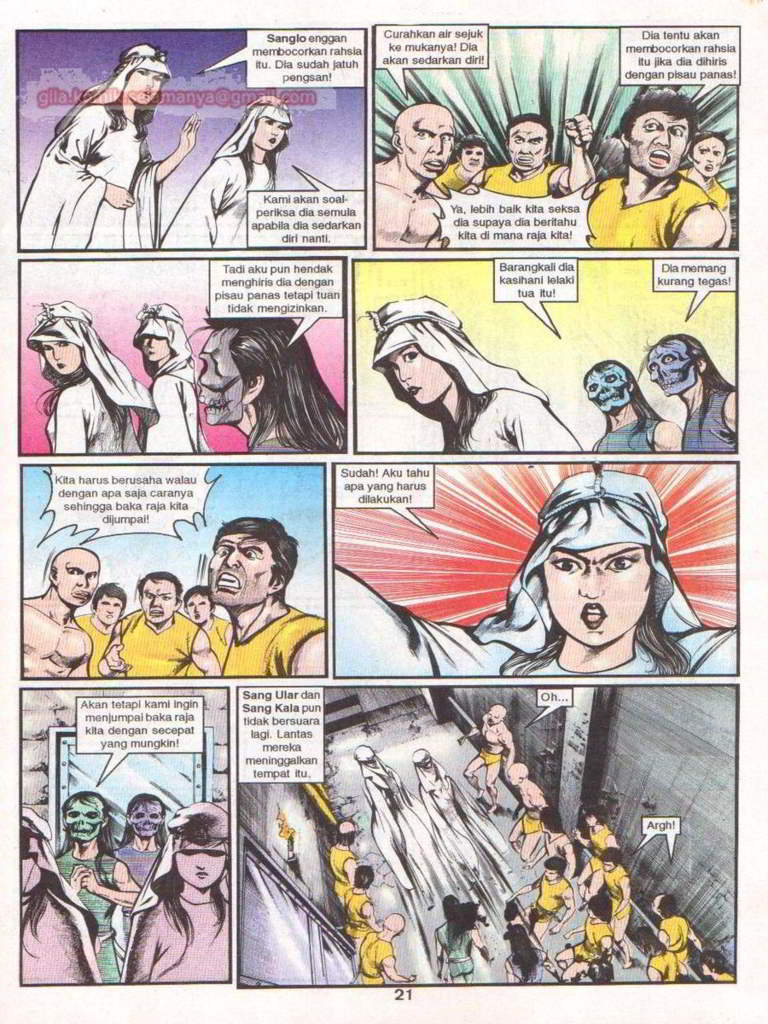 Sanglo enggan
membocorkan rahsia
itu. Dia sudah jatuh
pengsan!
gila.komik.selamanya@gmail.com
Kami akan soal-
periksa dia semula
apabila dia sedarkan
diri nanti.
Curahkan air sejuk
ke mukanya! Dia
akan sedarkan diri!
Dia tentu akan
membocorkan rahsia
itu jika dia dihiris
dengan pisau panas!
Ya, lebih baik kita seksa
dia supaya dia beritahu
kita di mana raja kita!
Tadi aku pun hendak
menghiris dia dengan
pisau panas tetapi tuan
tidak mengizinkan!
Barangkali dia
kasihani lelaki
tua itu!
Dia memang
kurang tegas!
Kita harus berusaha walau
dengan apa saja caranya
sehingga baka raja kita
dijumpai!
Sudah! Aku tahu
apa yang harus
dilakukan!
Akan tetapi kami ingin
menjumpai baka raja
kita dengan secepat
yang mungkin!
Sang Ular dan
Sang Kala pun
tidak bersuara
lagi. Lantas
mereka
meninggalkan
tempat itu.
Oh...
Argh!
21